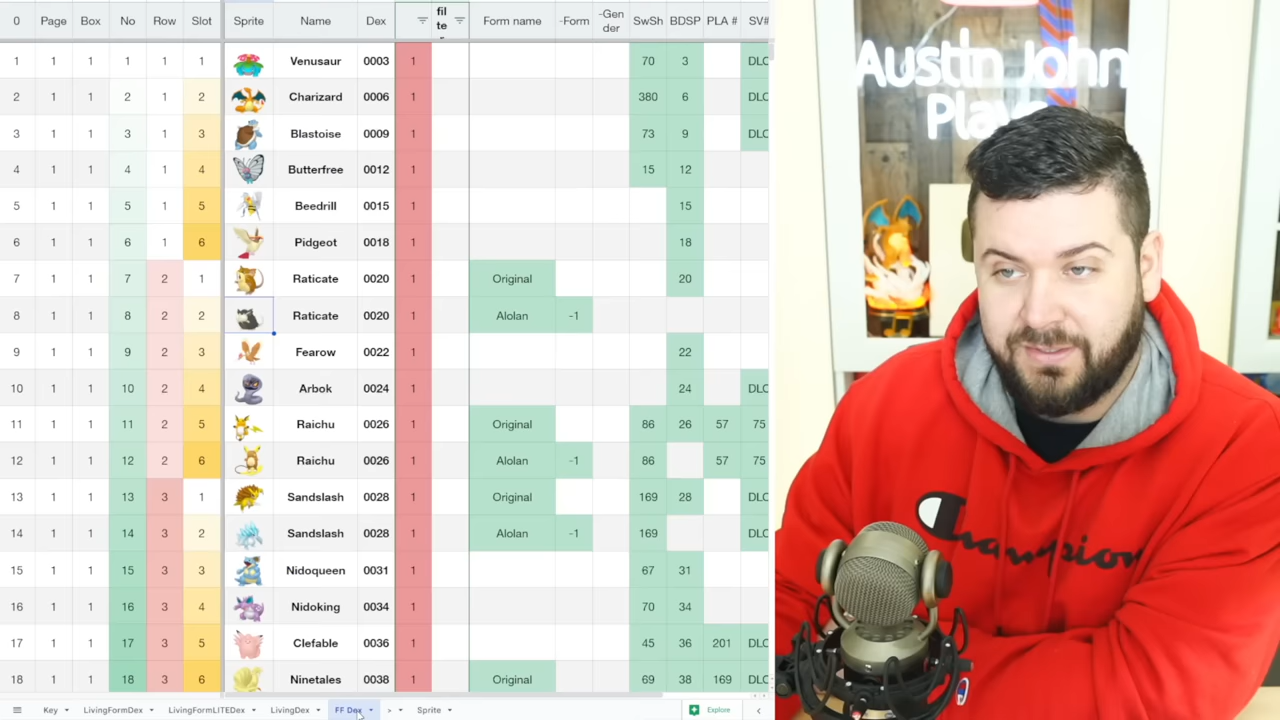 0 Page Box No Row Slot Sprite Name Dex filte Form name -Form -Gender SwSh BDSP PLA # SV#
1 1 1 1 1 1 Venusaur 0003 1 70 3 DLC
2 1 1 2 1 2 Charizard 0006 1 380 6 DLC
3 1 1 3 1 3 Blastoise 0009 1 73 9 DLC
4 1 1 4 1 4 Butterfree 0012 1 15 12
5 1 1 5 1 5 Beedrill 0015 1 15
6 1 1 6 1 6 Pidgeot 0018 1 18
7 1 1 7 2 1 Raticate 0020 1 Original 20
8 1 1 8 2 2 Raticate 0020 1 Alolan -1
9 1 1 9 2 3 Fearow 0022 1 22
10 1 1 10 2 4 Arbok 0024 1 24 DLC
11 1 1 11 2 5 Raichu 0026 1 Original 86 26 57 75
12 1 1 12 2 6 Raichu 0026 1 Alolan -1 86 57 75
13 1 1 13 3 1 Sandslash 0028 1 Original 169 28 DLC
14 1 1 14 3 2 Sandslash 0028 1 Alolan -1 169 DLC
15 1 1 15 3 3 Nidoqueen 0031 1 67 31
16 1 1 16 3 4 Nidoking 0034 1 70 34
17 1 1 17 3 5 Clefable 0036 1 45 36 201 DLC
18 1 1 18 3 6 Ninetales 0038 1 Original 69 38 169 DLC
Key LivingFormDex LivingFormLITEDex LivingDex FF Dex > Sprite Explore
Austin John
Plays
Champion